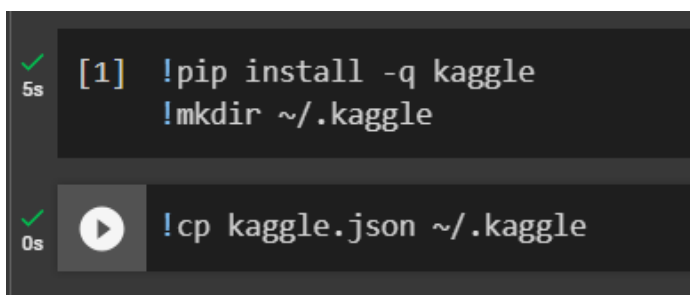 [1] !pip install -q kaggle
5s
!mkdir ~/.kaggle
!cp kaggle.json ~/.kaggle
0s